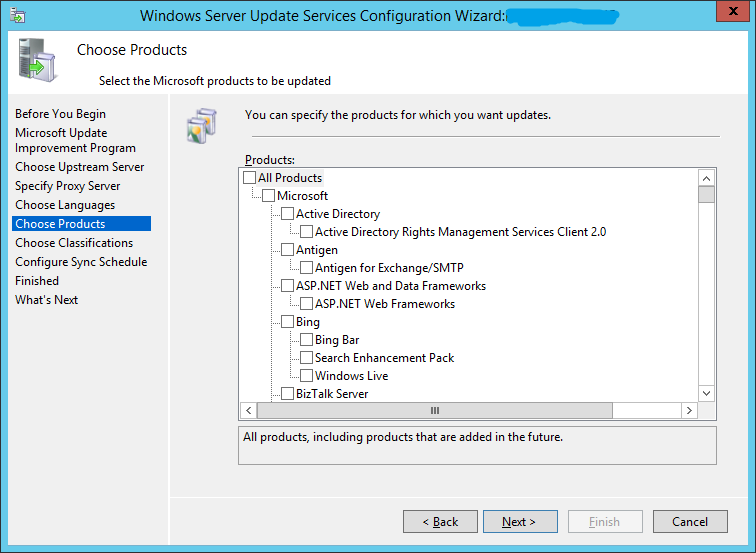 Windows Server Update Services Configuration Wizard:
X
Choose Products
Select the Microsoft products to be updated
Before You Begin
Microsoft Update
Improvement Program
Choose Upstream Server
Specify Proxy Server
Choose Languages
Choose Products
Choose Classifications
Configure Sync Schedule
Finished
What's Next
You can specify the products for which you want updates.
Products:
All Products
Microsoft
Active Directory
Active Directory Rights Management Services Client 2.0
Antigen
Antigen for Exchange/SMTP
ASP.NET Web and Data Frameworks
ASP.NET Web Frameworks
Bing
Bing Bar
Search Enhancement Pack
Windows Live
BizTalk Server
All products, including products that are added in the future.
< Back
Next >
Finish
Cancel